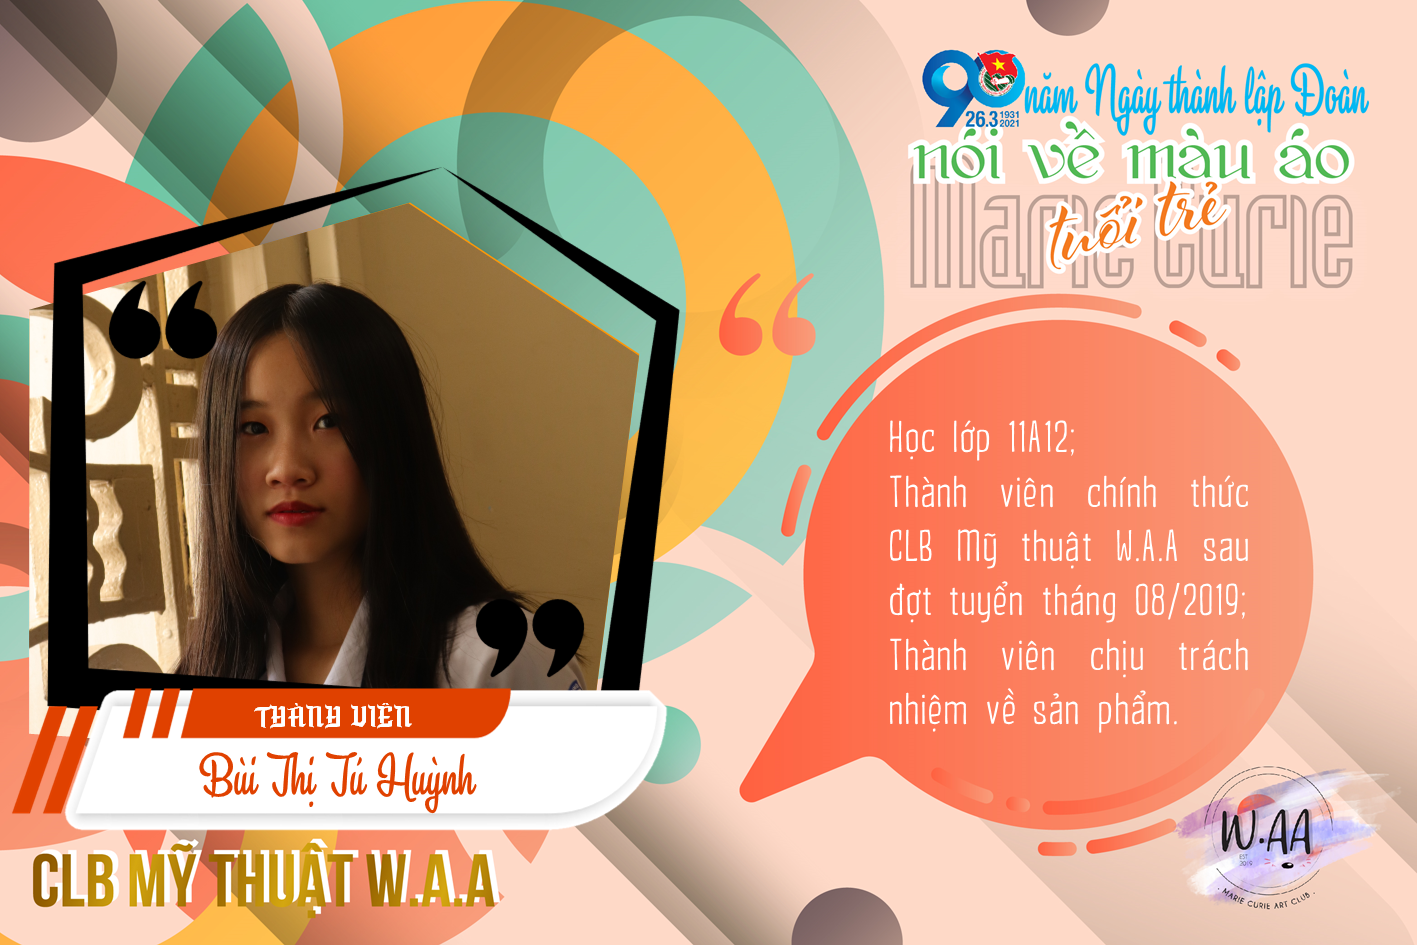 90 năm Ngày thành lập Đoàn
26.3 1931 2021
nói về màu áo
tuổi trẻ
Marie Curie
Học lớp 11A12;
Thành viên chính thức
CLB Mỹ thuật W.A.A sau
đợt tuyển tháng 08/2019;
Thành viên chịu trách
nhiệm về sản phẩm.
THÀNH VIÊN
Bùi Thị Tú Huỳnh
CLB MỸ THUẬT W.A.A
W.AA
EST
MARIE CURIE ART CLUB